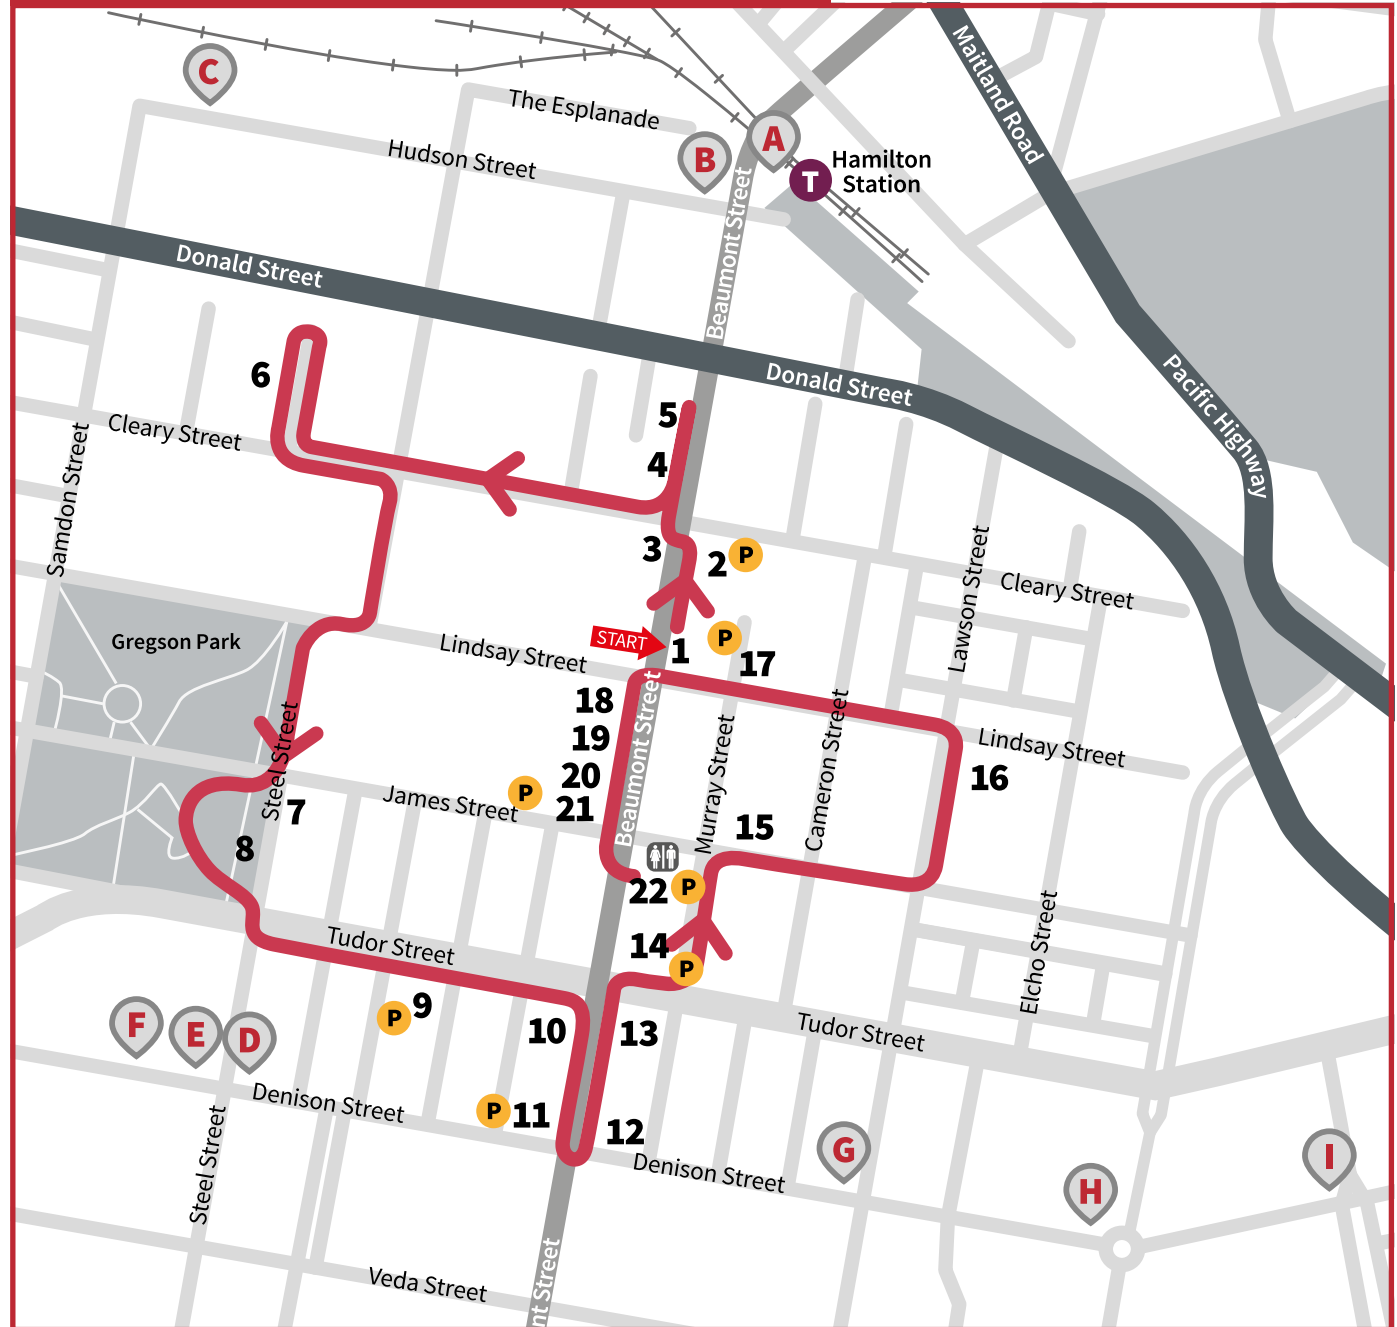 Maitland Road
C
The Esplanade
A
B
Hudson Street
Hamilton
Station
T
Beaumont Street
Donald Street
Donald Street
Pacific Highway
6
5
Cleary Street
4
Samdon Street
3
2
P
Lawson Street
Cleary Street
Gregson Park
START
1
P
17
Lindsay Street
18
19
20
21
Beaumont Street
Murray Street
Cameron Street
Lindsay Street
16
Steel Street
James Street
P
7
8
15
22
P
14
P
Tudor Street
Elcho Street
F
E
D
P
9
10
13
Tudor Street
Denison Street
P
11
12
Denison Street
G
H
I
Steel Street
Veda Street
nt Street